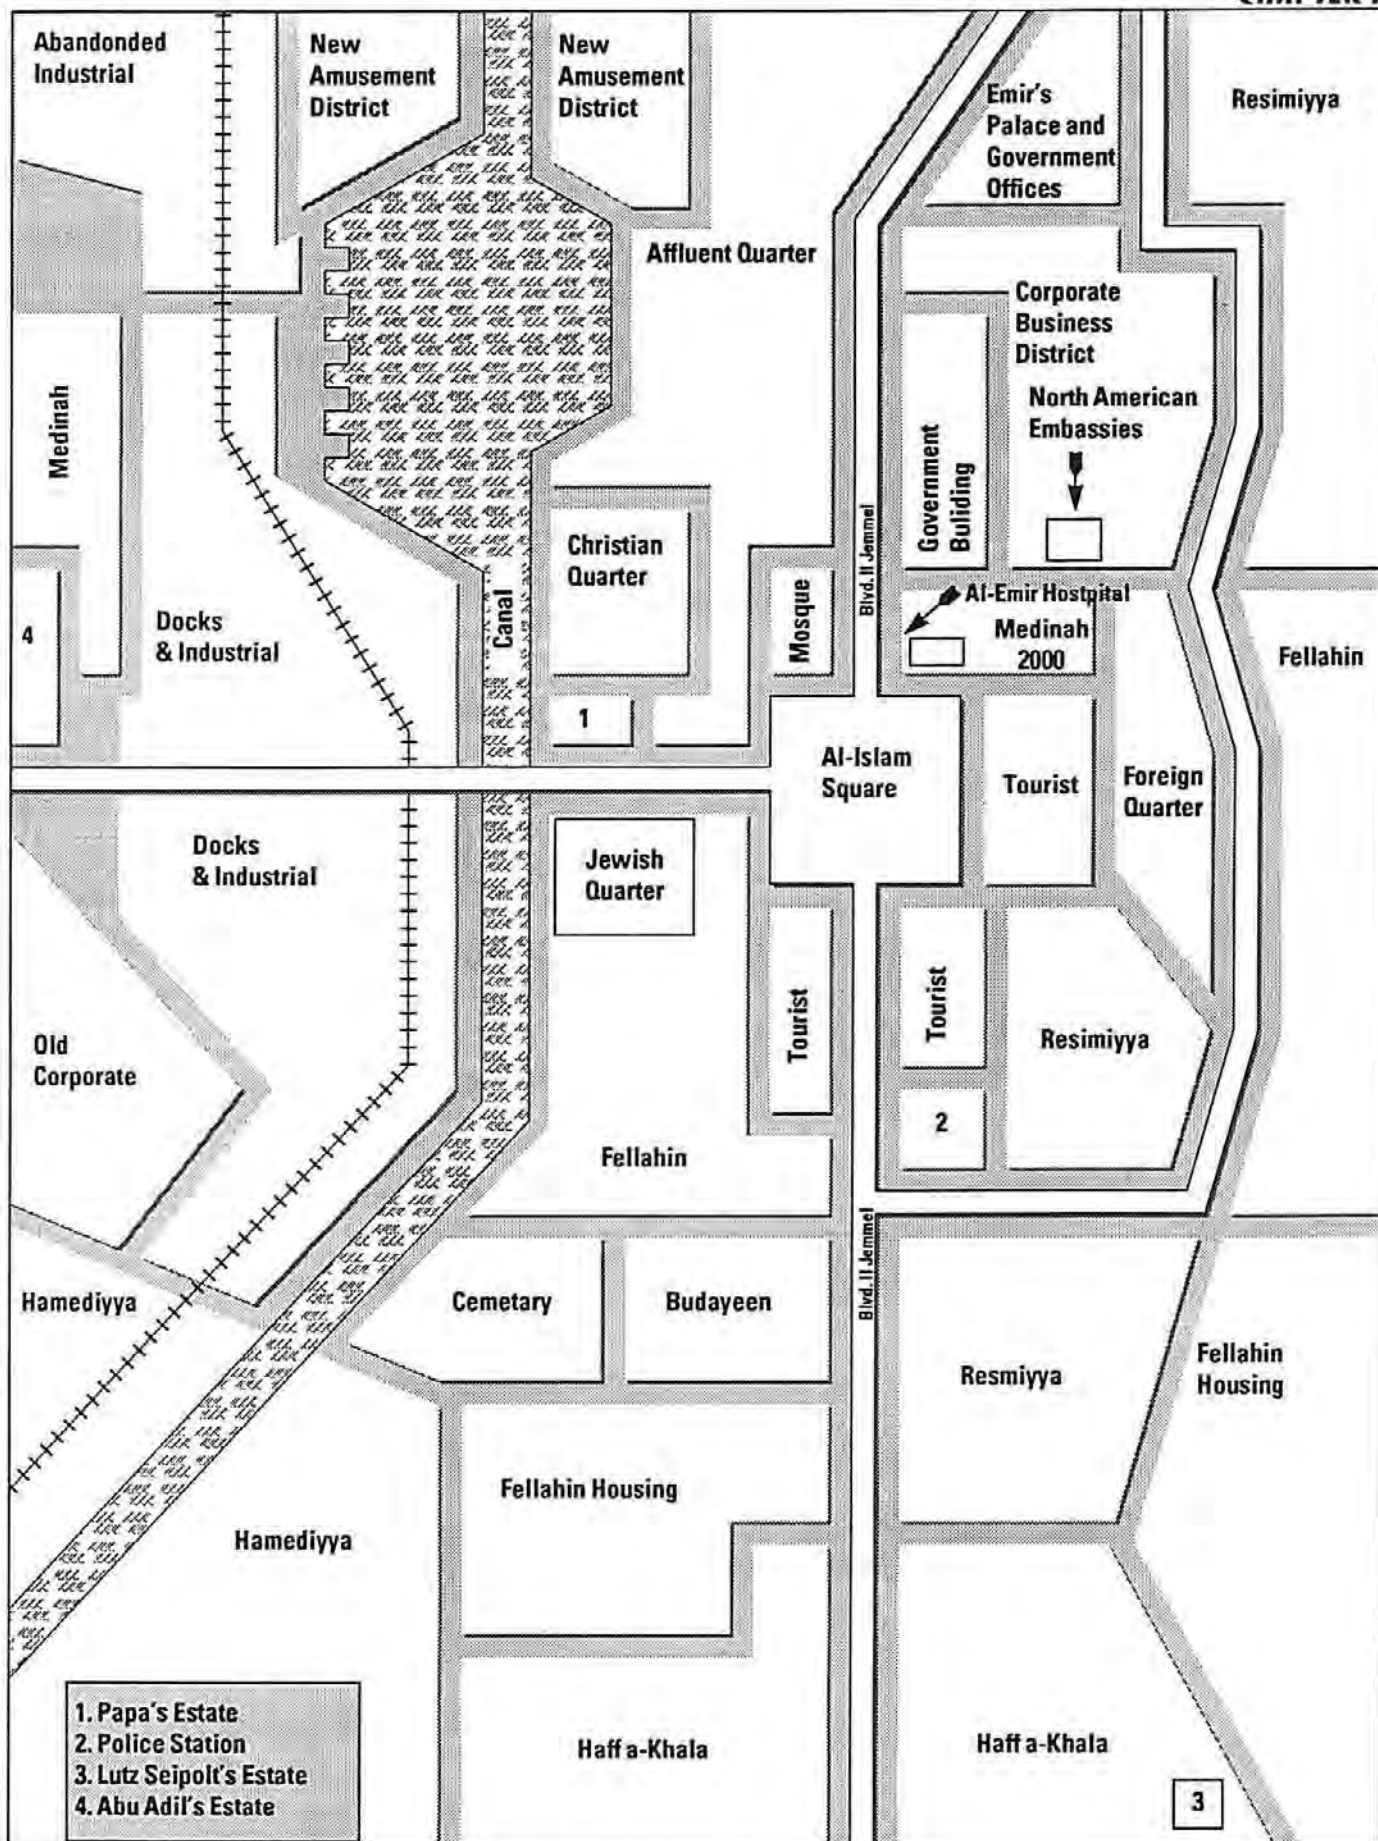 Abandonded
Industrial
New
Amusement
District
New
Amusement
District
Emir's
Palace and
Government
Offices
Resimiyya
Affluent Quarter
Corporate
Business
District
North American
Embassies
Medinah
Government
Buliding
Blvd. Il Jemmel
Christian
Quarter
Canal
Mosque
Al-Emir Hostpital
Medinah
2000
4
Docks
& Industrial
Fellahin
1
Al-Islam
Square
Tourist
Foreign
Quarter
Docks
& Industrial
Jewish
Quarter
Tourist
Tourist
Resimiyya
Old
Corporate
2
Fellahin
Blvd. Il Jemmel
Hamediyya
Cemetary
Budayeen
Resmiyya
Fellahin
Housing
Fellahin Housing
Hamediyya
1. Papa's Estate
2. Police Station
3. Lutz Seipolt's Estate
4. Abu Adil's Estate
Haff a-Khala
Haff a-Khala
3